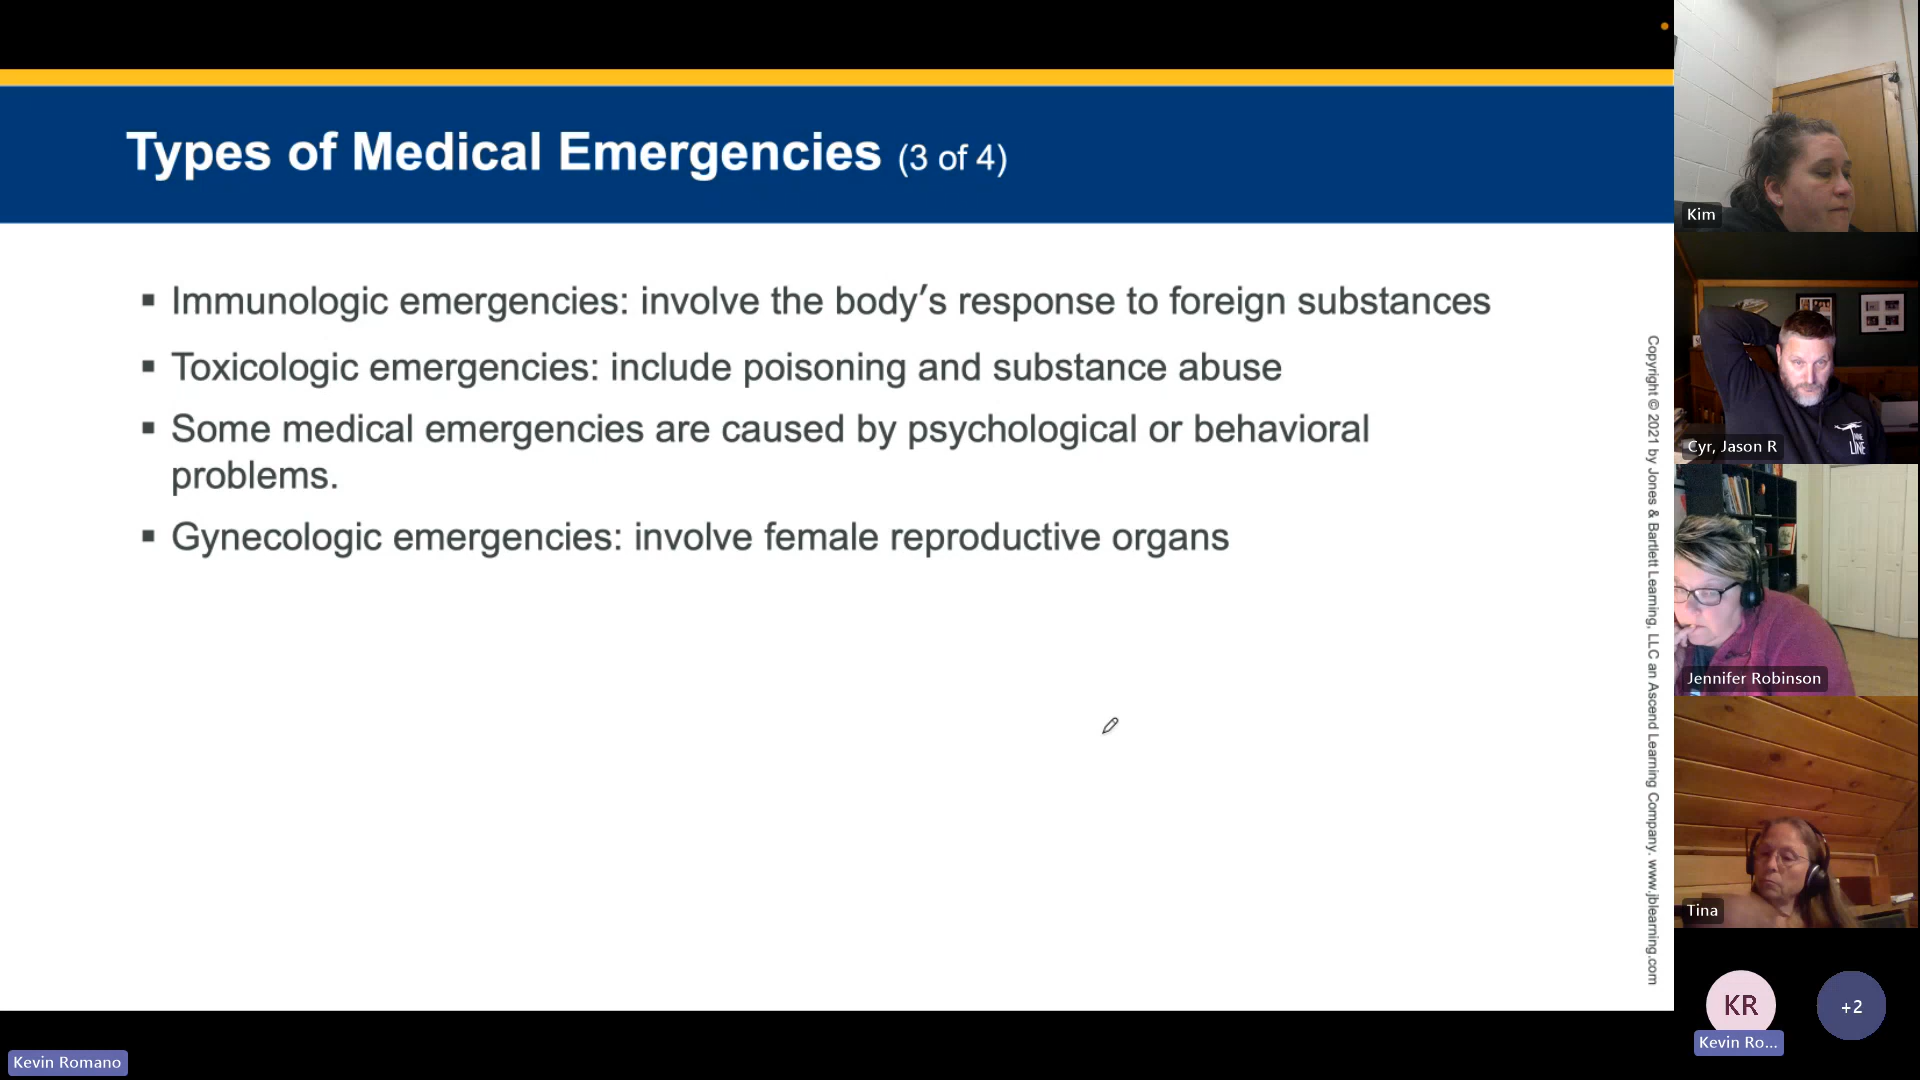 Types of Medical Emergencies (3 of 4)
▪ Immunologic emergencies: involve the body’s response to foreign substances
▪ Toxicologic emergencies: include poisoning and substance abuse
▪ Some medical emergencies are caused by psychological or behavioral
problems.
▪ Gynecologic emergencies: involve female reproductive organs
Copyright © 2021 by Jones & Bartlett Learning, LLC an Ascend Learning Company. www.jblearning.com
Kim
Cyr, Jason R
LINE
Jennifer Robinson
Tina
KR
+2
Kevin Ro...
Kevin Romano